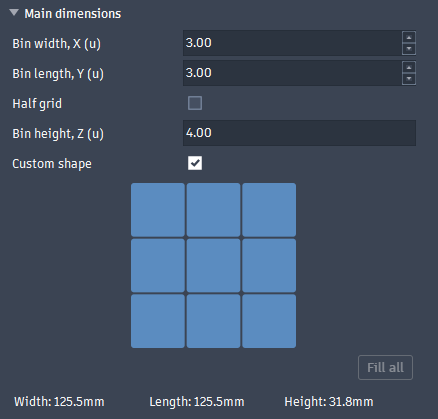 Main dimensions
Bin width, X (u) 3.00
Bin length, Y (u) 3.00
Half grid
Bin height, Z (u) 4.00
Custom shape
Fill all
Width: 125.5mm Length: 125.5mm Height: 31.8mm